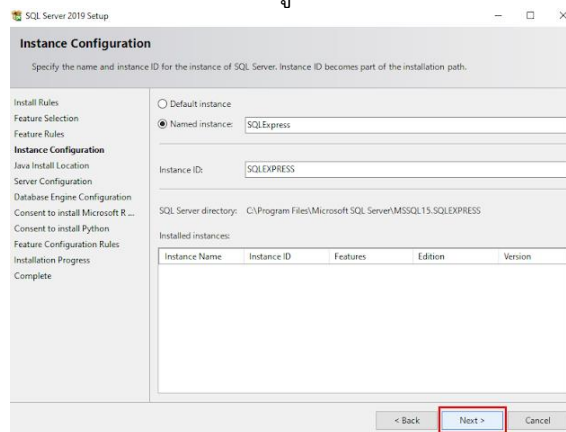 SQL Server 2019 Setup
Instance Configuration
Specify the name and instance ID for the instance of SQL Server. Instance ID becomes part of the installation path.
Install Rules
Feature Selection
Feature Rules
Instance Configuration
Java Install Location
Server Configuration
Database Engine Configuration
Consent to install Microsoft R ...
Consent to install Python
Feature Configuration Rules
Installation Progress
Complete
Default instance
Named instance: SQLExpress
Instance ID: SQLEXPRESS
SQL Server directory: C:\Program Files\Microsoft SQL Server\MSSQL15.SQLEXPRESS
Installed instances:
Instance Name Instance ID Features Edition Version
< Back Next > Cancel